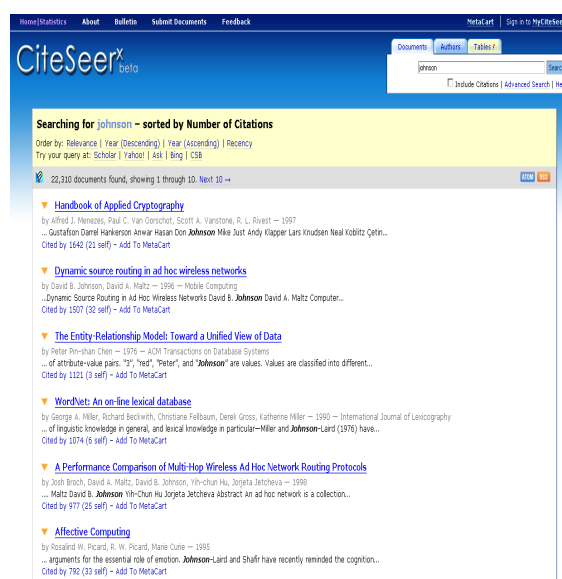 Home|Statistics About Bulletin Submit Documents Feedback MetaCart Sign in to MyCiteSee
CiteSeerx beta
Documents Authors Tables
johnson Searc
Include Citations | Advanced Search | He
Searching for johnson – sorted by Number of Citations
Order by: Relevance | Year (Descending) | Year (Ascending) | Recency
Try your query at: Scholar | Yahoo! | Ask | Bing | CSB
22,310 documents found, showing 1 through 10. Next 10 →
ATOM RSS
Handbook of Applied Cryptography
by Alfred J. Menezes, Paul C. Van Oorschot, Scott A. Vanstone, R. L. Rivest — 1997
... Gustafson Darrel Hankerson Anwar Hasan Don Johnson Mike Just Andy Klapper Lars Knudsen Neal Koblitz Çetin...
Cited by 1642 (21 self) – Add To MetaCart
Dynamic source routing in ad hoc wireless networks
by David B. Johnson, David A. Maltz — 1996 — Mobile Computing
...Dynamic Source Routing in Ad Hoc Wireless Networks David B. Johnson David A. Maltz Computer...
Cited by 1507 (32 self) – Add To MetaCart
The Entity-Relationship Model: Toward a Unified View of Data
by Peter Pin-shan Chen — 1976 — ACM Transactions on Database Systems
... of attribute-value pairs. "3", "red", "Peter", and "Johnson" are values. Values are classified into different...
Cited by 1121 (3 self) – Add To MetaCart
WordNet: An on-line lexical database
by George A. Miller, Richard Beckwith, Christiane Fellbaum, Derek Gross, Katherine Miller — 1990 — International Journal of Lexicography
... of linguistic knowledge in general, and lexical knowledge in particular—Miller and Johnson-Laird (1976) have...
Cited by 1074 (6 self) – Add To MetaCart
A Performance Comparison of Multi-Hop Wireless Ad Hoc Network Routing Protocols
by Josh Broch, David A. Maltz, David B. Johnson, Yih-chun Hu, Jorjeta Jetcheva — 1998
.... Maltz David B. Johnson Yih-Chun Hu Jorjeta Jetcheva Abstract An ad hoc network is a collection...
Cited by 977 (25 self) – Add To MetaCart
Affective Computing
by Rosalind W. Picard, R. W. Picard, Marie Curie — 1995
... arguments for the essential role of emotion. Johnson-Laird and Shafir have recently reminded the cognition...
Cited by 792 (33 self) – Add To MetaCart